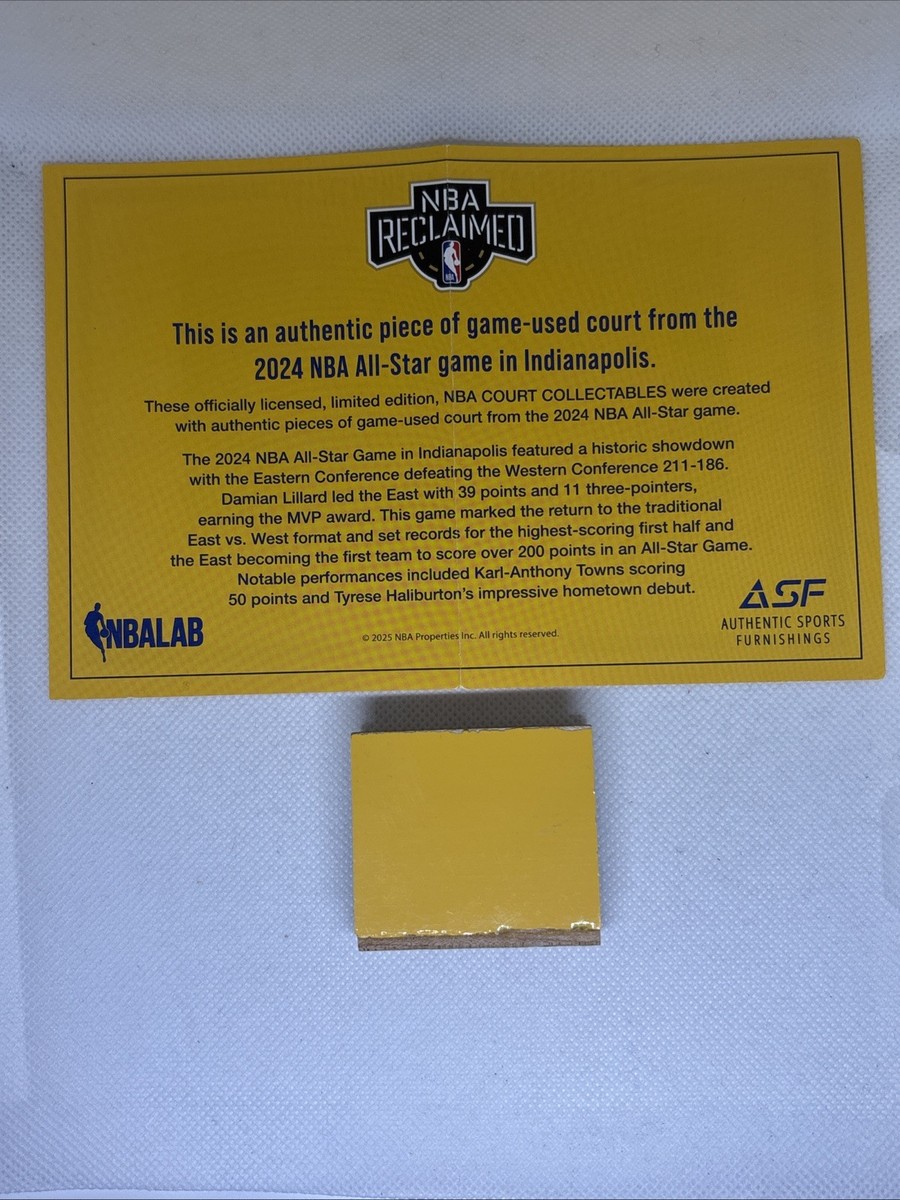 NBA
RECLAIMED
NBA
This is an authentic piece of game-used court from the
2024 NBA All-Star game in Indianapolis.
These officially licensed, limited edition, NBA COURT COLLECTABLES were created
with authentic pieces of game-used court from the 2024 NBA All-Star game.
The 2024 NBA All-Star Game in Indianapolis featured a historic showdown
with the Eastern Conference defeating the Western Conference 211-186.
Damian Lillard led the East with 39 points and 11 three-pointers,
earning the MVP award. This game marked the return to the traditional
East vs. West format and set records for the highest-scoring first half and
the East becoming the first team to score over 200 points in an All-Star Game.
Notable performances included Karl-Anthony Towns scoring
50 points and Tyrese Haliburton's impressive hometown debut.
NBALAB
© 2025 NBA Properties Inc. All rights reserved.
ASF
AUTHENTIC SPORTS
FURNISHINGS